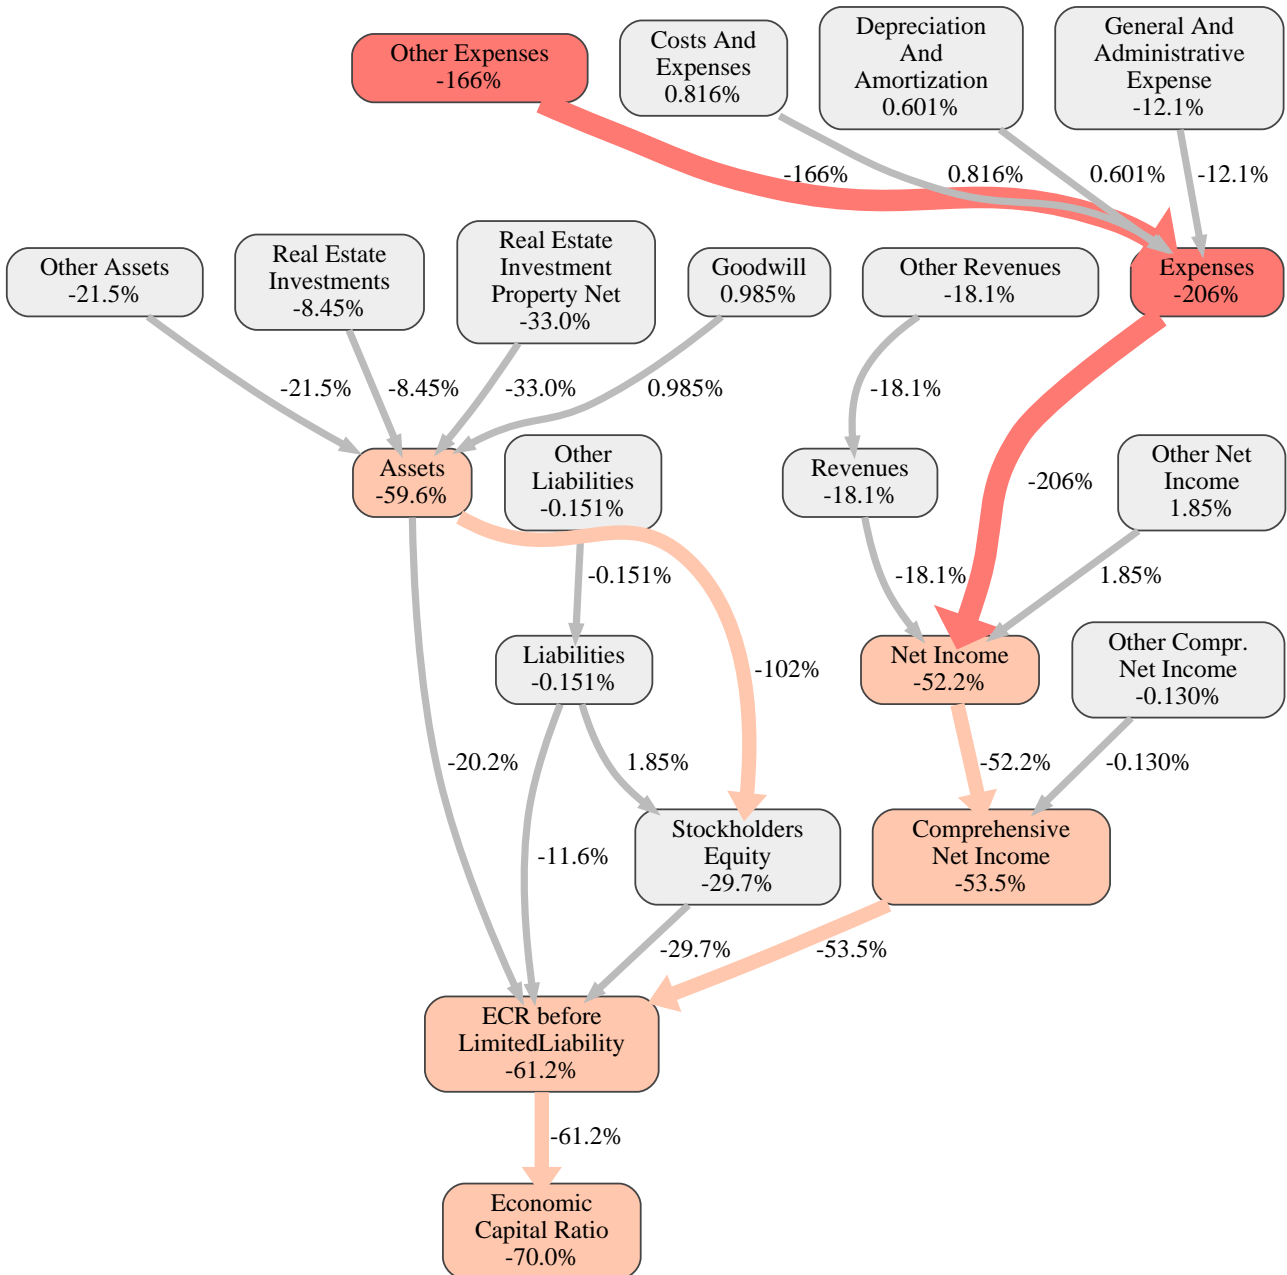 Other Expenses
-166%
Costs And
Expenses
0.816%
Depreciation
And
Amortization
0.601%
General And
Administrative
Expense
-12.1%
-166%
0.816%
0.601%
-12.1%
Other Assets
-21.5%
Real Estate
Investments
-8.45%
Real Estate
Investment
Property Net
-33.0%
Goodwill
0.985%
Other Revenues
-18.1%
Expenses
-206%
-21.5%
-8.45%
-33.0%
0.985%
-18.1%
-206%
Assets
-59.6%
Other
Liabilities
-0.151%
Revenues
-18.1%
Other Net
Income
1.85%
-0.151%
-18.1%
1.85%
Liabilities
-0.151%
-102%
Net Income
-52.2%
Other Compr.
Net Income
-0.130%
-20.2%
1.85%
-52.2%
-0.130%
-11.6%
Stockholders
Equity
-29.7%
Comprehensive
Net Income
-53.5%
-29.7%
-53.5%
ECR before
LimitedLiability
-61.2%
-61.2%
Economic
Capital Ratio
-70.0%